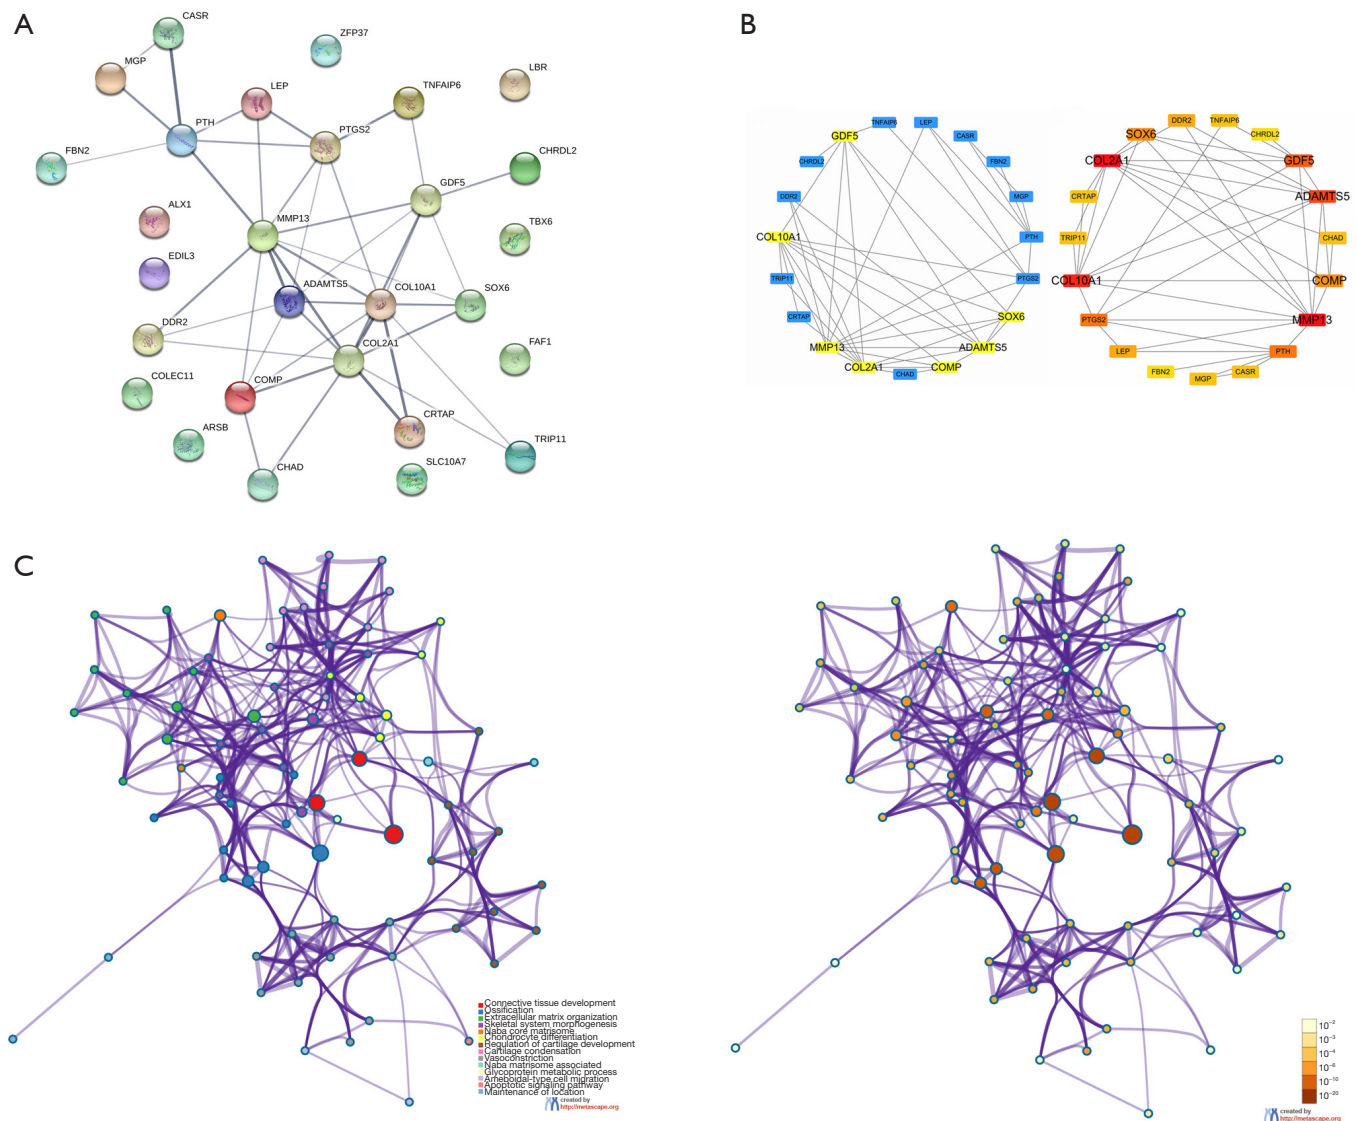 A
CASR
ZFP37
MGP
LBR
LEP
TNFAIP6
PTH
PTGS2
FBN2
CHRDL2
GDF5
ALX1
MMP13
TBX6
EDIL3
ADAMTS5
COL10A1
SOX6
DDR2
COL2A1
FAF1
COLEC11
COMP
CRTAP
ARSB
TRIP11
CHAD
SLC10A7
B
TNFAIP6
LEP
GDF5
CASR
CHRDL2
FBN2
DDR2
MGP
COL10A1
PTH
TRIP11
PTGS2
CRTAP
SOX6
MMP13
ADAMTS5
COL2A1
CHAD
COMP
DDR2
TNFAIP6
SOX6
CHRDL2
COL2A1
GDF5
CRTAP
ADAMTS5
TRIP11
CHAD
COL10A1
COMP
PTGS2
MMP13
LEP
PTH
FBN2
MGP
CASR
C
Connective tissue development
Ossification
Extracellular matrix organization
Skeletal system morphogenesis
Naba core matrisome
Chondrocyte differentiation
Regulation of cartilage development
Cartilage condensation
Vasoconstriction
Naba matrisome associated
Glycoprotein metabolic process
Ameboidal-type cell migration
Apoptotic signaling pathway
Maintenance of location
created by
http://metascape.org
10⁻²
10⁻³
10⁻⁴
10⁻⁶
10⁻¹⁰
10⁻²⁰
created by
http://metascape.org